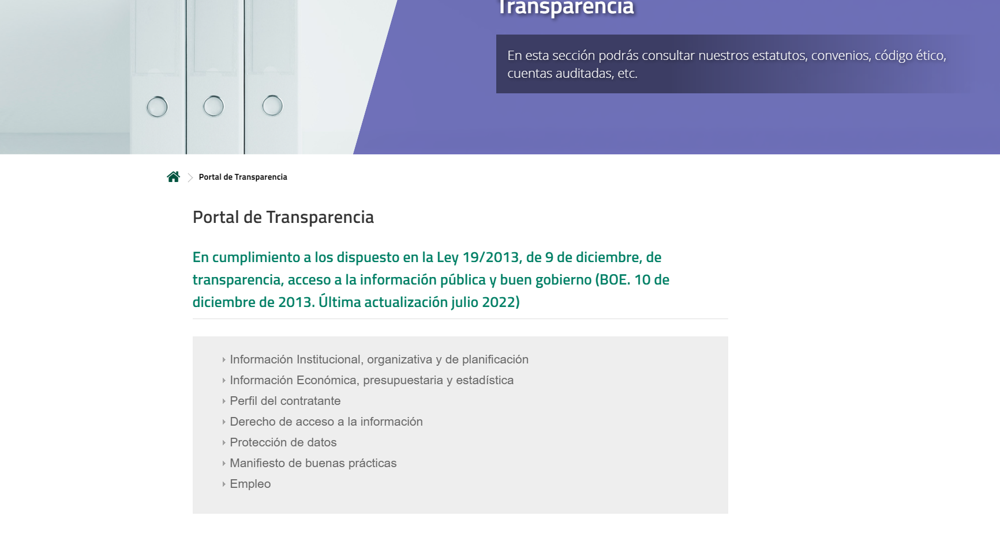 Transparencia
En esta sección podrás consultar nuestros estatutos, convenios, código ético,
cuentas auditadas, etc.
Portal de Transparencia
Portal de Transparencia
En cumplimiento a los dispuesto en la Ley 19/2013, de 9 de diciembre, de
transparencia, acceso a la información pública y buen gobierno (BOE. 10 de
diciembre de 2013. Última actualización julio 2022)
Información Institucional, organizativa y de planificación
Información Económica, presupuestaria y estadística
Perfil del contratante
Derecho de acceso a la información
Protección de datos
Manifiesto de buenas prácticas
Empleo